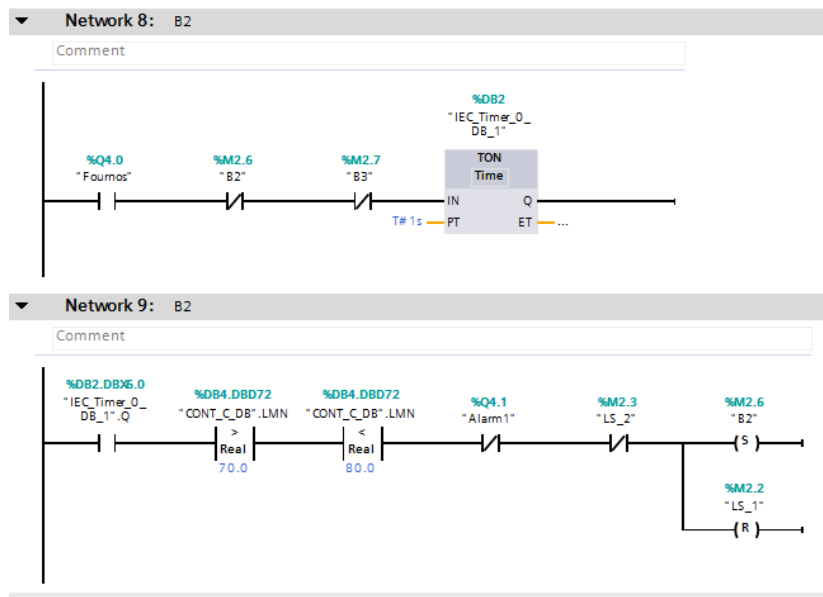 Network 8: B2
Comment
%DB2
"IEC_Timer_0_
DB_1"
%Q4.0 %M2.6 %M2.7 TON
"Fournos" "B2" "B3" Time
IN Q
T#1s PT ET ...
Network 9: B2
Comment
%DB2.DBX6.0
"IEC_Timer_0_
DB_1".Q
%DB4.DBD72 %DB4.DBD72 %Q4.1 %M2.3 %M2.6
"CONT_C_DB".LMN "CONT_C_DB".LMN "Alarm1" "LS_2" "B2"
> < S
Real Real
70.0 80.0
%M2.2
"LS_1"
R